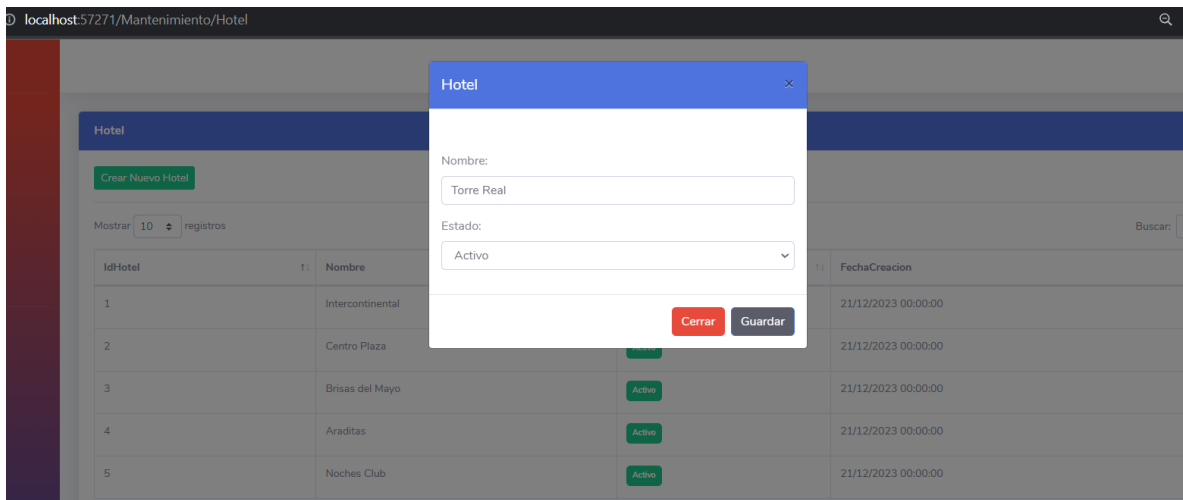 localhost:57271/Mantenimiento/Hotel
Hotel ×
Hotel
Nombre:
Crear Nuevo Hotel
Torre Real
Mostrar 10 registros
Estado:
Buscar:
Activo
IdHotel Nombre FechaCreacion
1 Intercontinental 21/12/2023 00:00:00
Cerrar Guardar
2 Centro Plaza Activo 21/12/2023 00:00:00
3 Brisas del Mayo Activo 21/12/2023 00:00:00
4 Araditas Activo 21/12/2023 00:00:00
5 Noches Club Activo 21/12/2023 00:00:00